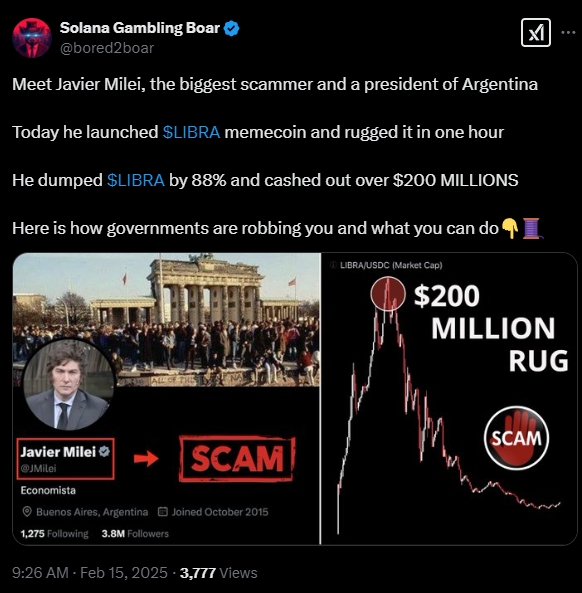 Solana Gambling Boar
@bored2boar
Meet Javier Milei, the biggest scammer and a president of Argentina
Today he launched $LIBRA memecoin and rugged it in one hour
He dumped $LIBRA by 88% and cashed out over $200 MILLIONS
Here is how governments are robbing you and what you can do👇🧵
Javier Milei
@JMilei
SCAM
Economista
Buenos Aires, Argentina Joined October 2015
1,275 Following 3.8M Followers
LIBRA/USDC (Market Cap)
$200
MILLION
RUG
SCAM
9:26 AM · Feb 15, 2025 · 3,777 Views